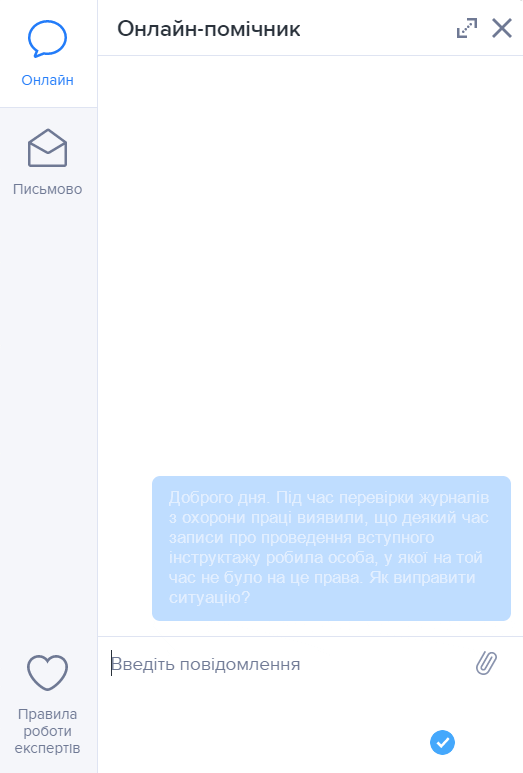 Онлайн-помічник
Онлайн
Письмово
Доброго дня. Під час перевірки журналів
з охорони праці виявили, що деякий час
записи про проведення вступного
інструктажу робила особа, у якої на той
час не було на це права. Як виправити
ситуацію?
Введіть повідомлення
Правила
роботи
експертів